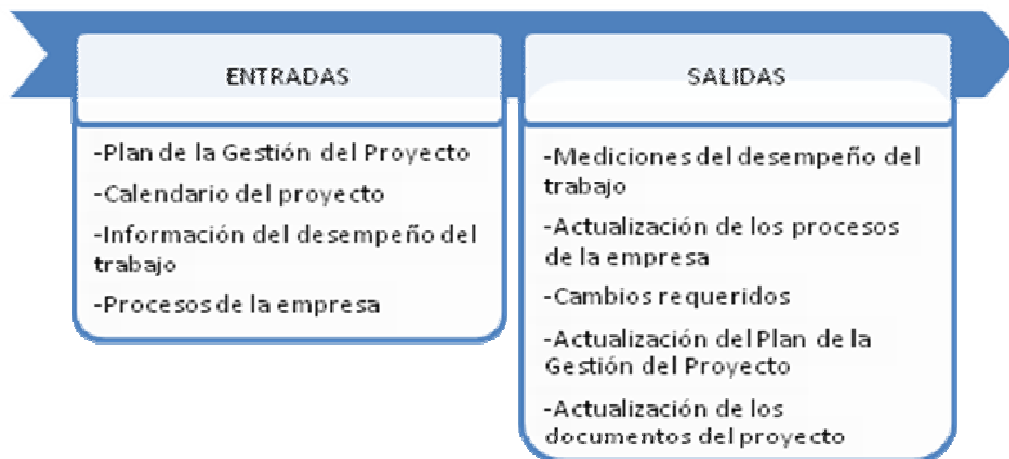 ENTRADAS
-Plan de la Gestión del Proyecto
-Calendario del proyecto
-Información del desempeño del
trabajo
-Procesos de la empresa
SALIDAS
-Mediciones del desempeño del
trabajo
-Actualización de los procesos
de la empresa
-Cambios requeridos
-Actualización del Plan de la
Gestión del Proyecto
-Actualización de los
documentos del proyecto